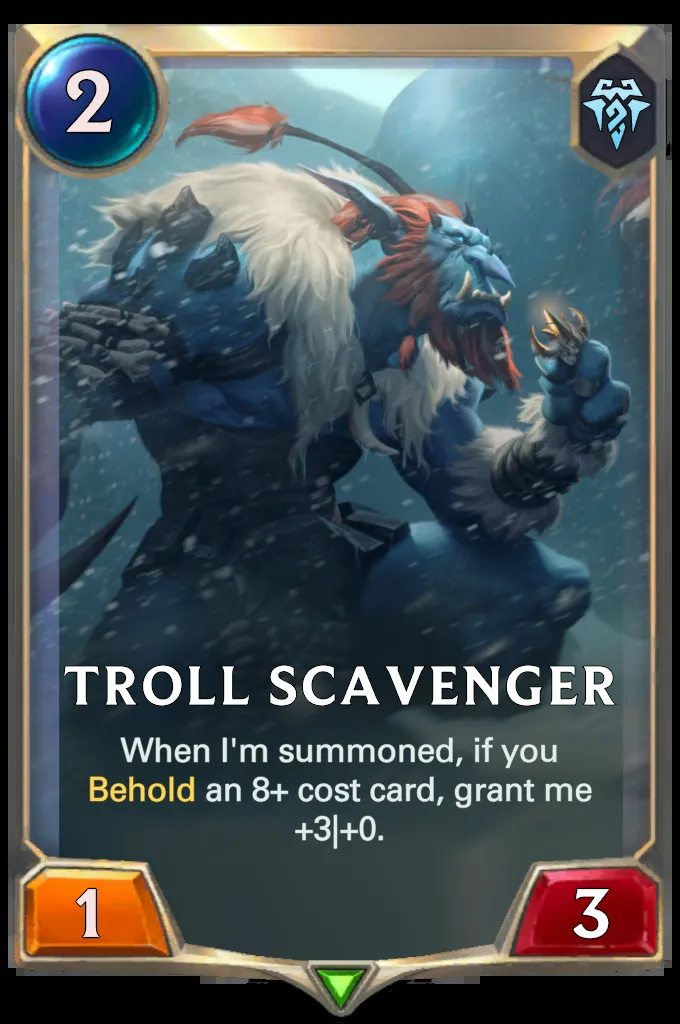 2
TROLL SCAVENGER
When I'm summoned, if you
Behold an 8+ cost card, grant me
+3|+0.
1
3